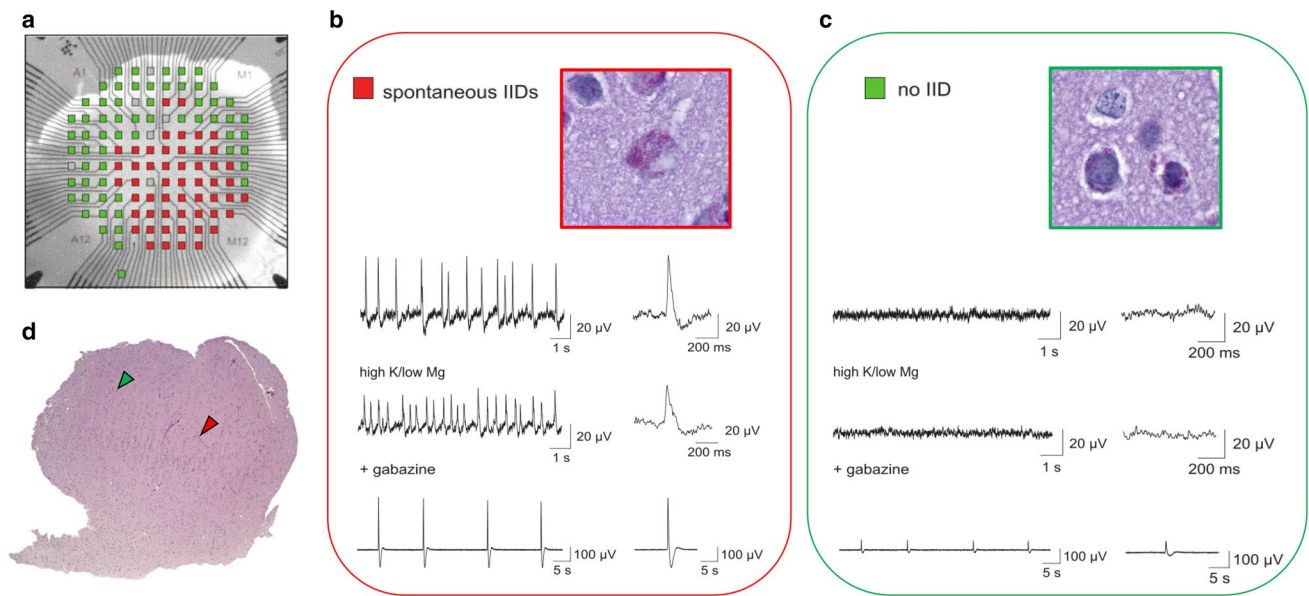 a
A1
M1
A12
M12
b
spontaneous IIDs
20 µV
1 s
20 µV
200 ms
high K/low Mg
20 µV
1 s
20 µV
200 ms
+ gabazine
100 µV
5 s
100 µV
5 s
c
no IID
20 µV
1 s
20 µV
200 ms
high K/low Mg
20 µV
1 s
20 µV
200 ms
+ gabazine
100 µV
5 s
100 µV
5 s
d